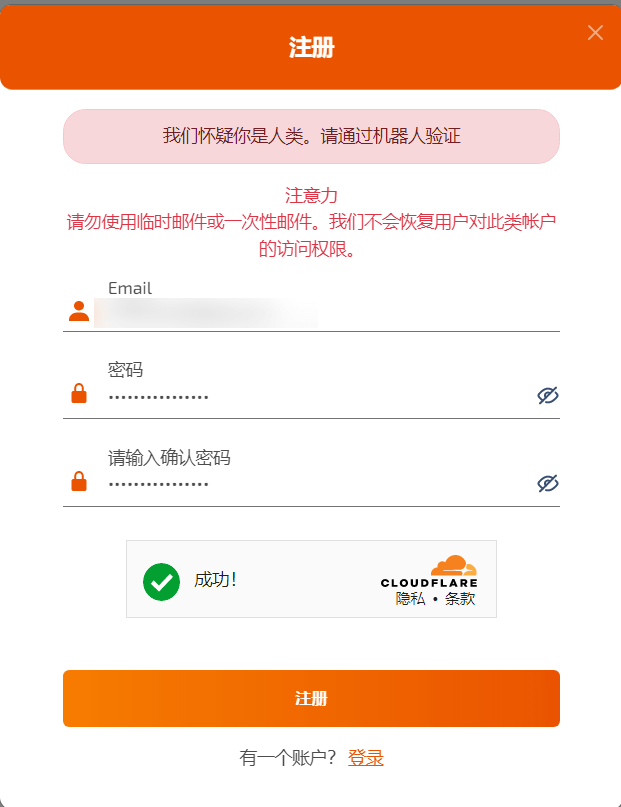 注册
我们怀疑你是人类。请通过机器人验证
注意力
请勿使用临时邮件或一次性邮件。我们不会恢复用户对此类帐户
的访问权限。
Email
密码
请输入确认密码
成功！
CLOUDFLARE
隐私 • 条款
注册
有一个账户？ 登录